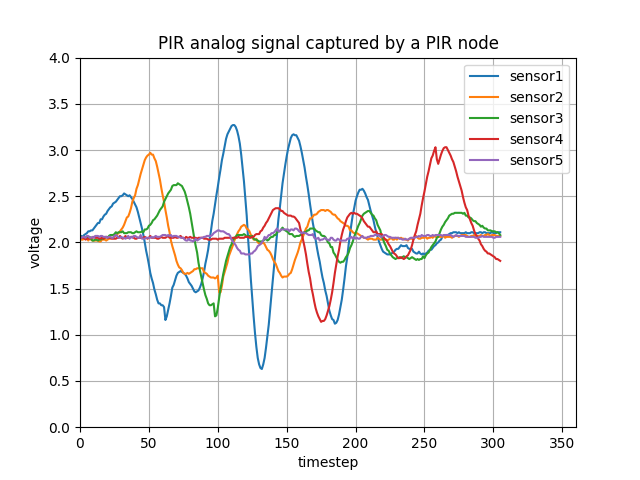 PIR analog signal captured by a PIR node
voltage
4.0
3.5
3.0
2.5
2.0
1.5
1.0
0.5
0.0
sensor1
sensor2
sensor3
sensor4
sensor5
0 50 100 150 200 250 300 350
timestep